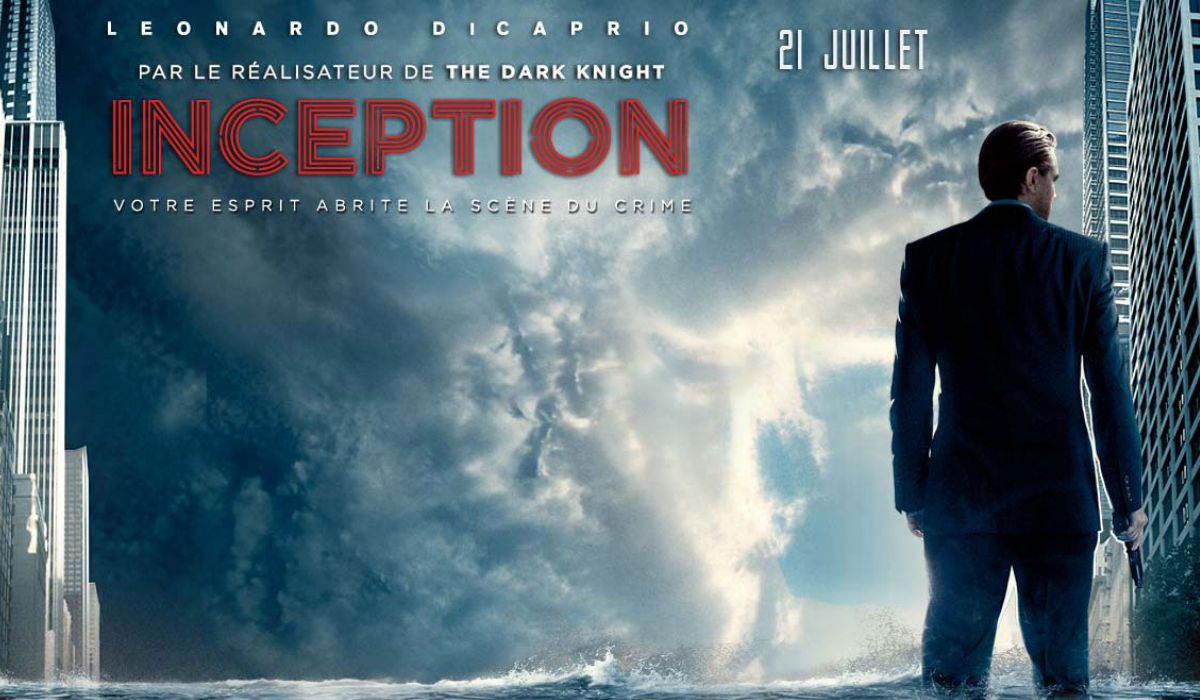 LEONARDO DICAPRIO
PAR LE RÉALISATEUR DE THE DARK KNIGHT
INCEPTION
VOTRE ESPRIT ABRITE LA SCÈNE DU CRIME
21 JUILLET